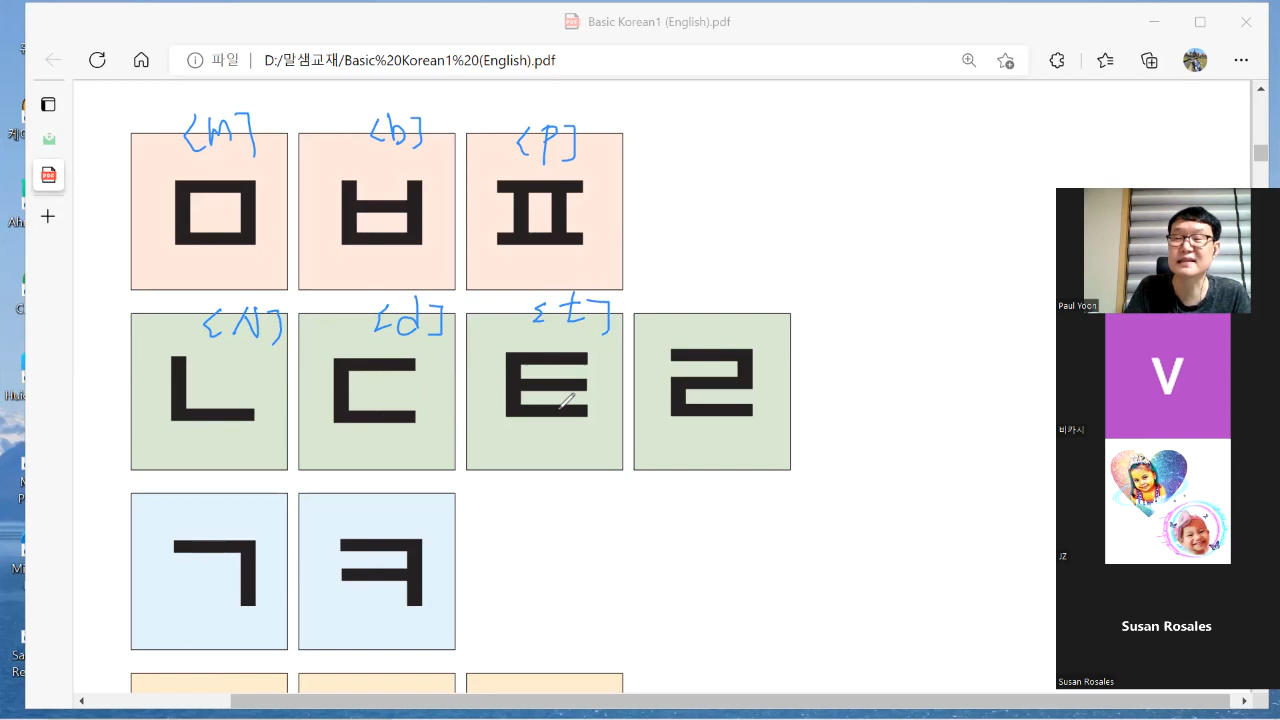 Basic Korean1 (English).pdf
파일 D:/말샘교재/Basic%20Korean1%20(English).pdf
[m] [b] [p]
ㅁ ㅂ ㅍ
[N] [d] [t]
ㄴ ㄷ ㅌ ㄹ
ㄱ ㅋ
Paul Yoon
V
비카시
JZ
Susan Rosales
Susan Rosales